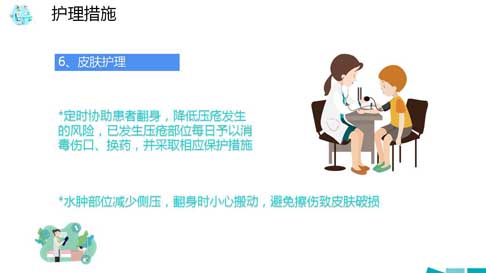 护理措施
6、皮肤护理
*定时协助患者翻身，降低压疮发生
的风险，已发生压疮部位每日予以消
毒伤口、换药，并采取相应保护措施
*水肿部位减少侧压，翻身时小心搬动，避免擦伤致皮肤破损